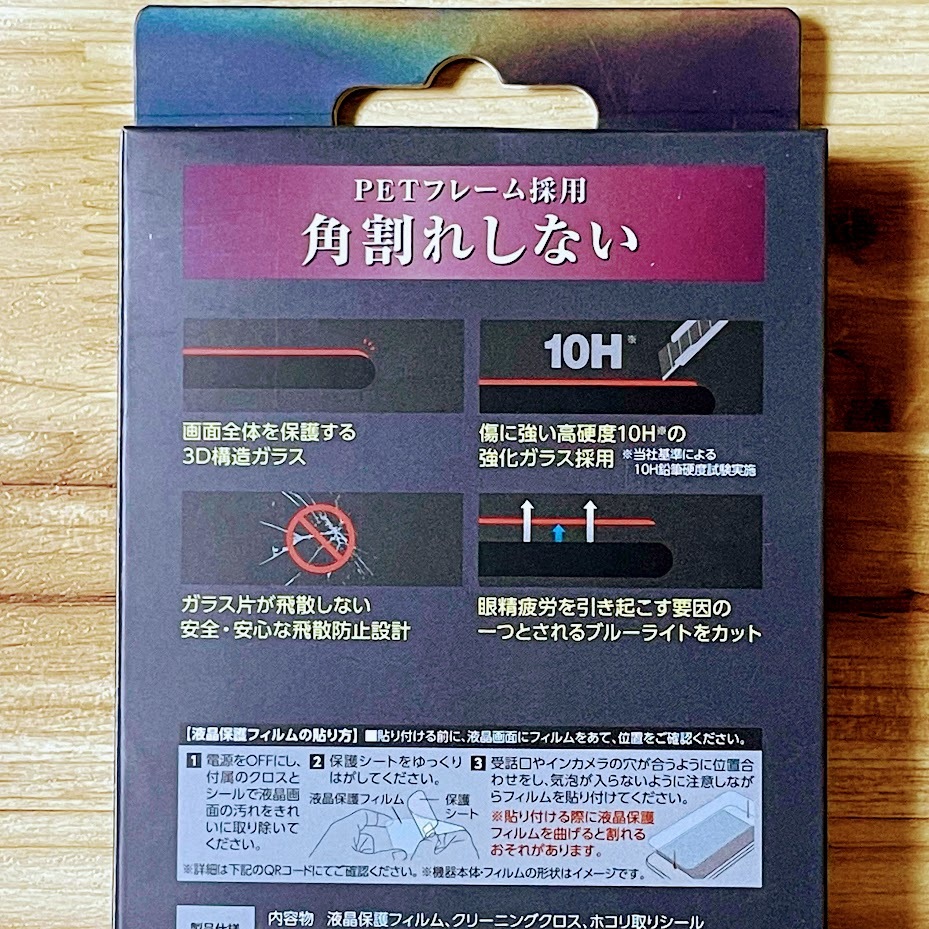 PETフレーム採用
角割れしない
10H※
画面全体を保護する
3D構造ガラス
傷に強い高硬度10H※の
強化ガラス採用 ※当社基準による
10H鉛筆硬度試験実施
ガラス片が飛散しない
安全・安心な飛散防止設計
眼精疲労を引き起こす要因の
一つとされるブルーライトをカット
【液晶保護フィルムの貼り方】 ■貼り付ける前に、液晶画面にフィルムをあて、位置をご確認ください。
1 電源をOFFにし、
付属のクロスと
シールで液晶画
面の汚れをきれ
いに取り除いて
ください。
2 保護シートをゆっくり
はがしてください。
液晶保護フィルム
保護
シート
3 受話口やインカメラの穴が合うように位置合
わせをし、気泡が入らないように注意しなが
らフィルムを貼り付けてください。
※貼り付ける際に液晶保護
フィルムを曲げると割れる
おそれがあります。
※詳細は下記のQRコードにてご確認ください。※機器本体・フィルムの形状はイメージです。
製品仕様
内容物 液晶保護フィルム、クリーニングクロス、ホコリ取りシール